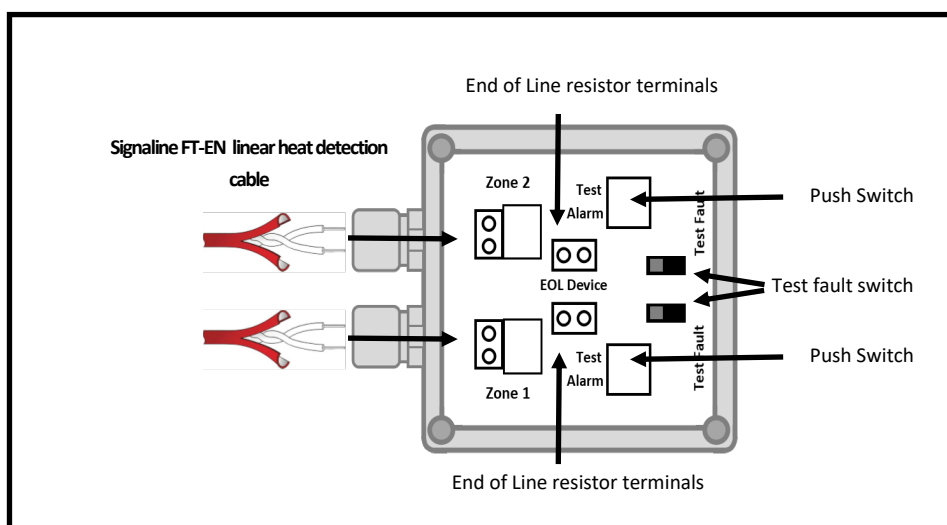 End of Line resistor terminals
Signaline FT-EN linear heat detection
cable
Zone 2
Test
Alarm
Test Fault
Push Switch
EOL Device
Test fault switch
Test
Alarm
Test Fault
Push Switch
Zone 1
End of Line resistor terminals